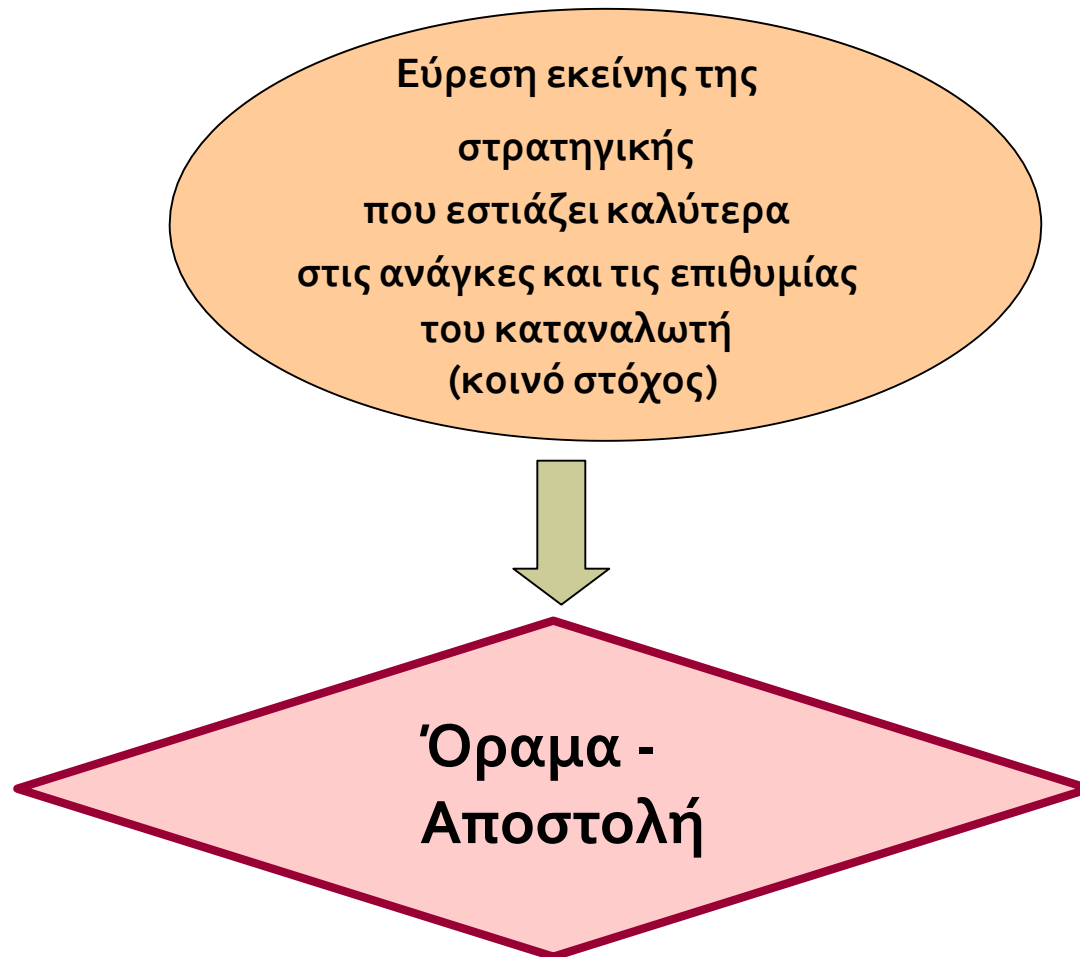 Εύρεση εκείνης της
στρατηγικής
που εστιάζει καλύτερα
στις ανάγκες και τις επιθυμίας
του καταναλωτή
(κοινό στόχος)
Όραμα -
Αποστολή